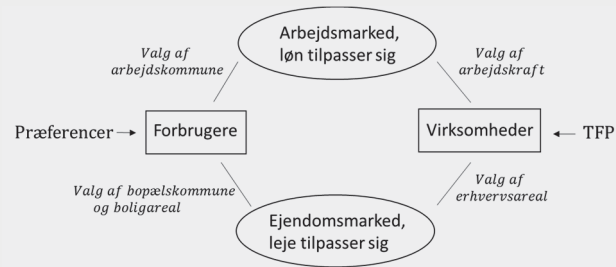 Arbejdsmarked,
løn tilpasser sig
Valg af
arbejdskommune
Valg af
arbejdskraft
Præferencer
Forbrugere
Virksomheder
TFP
Valg af bopælskommune
og boligareal
Valg af
erhvervsareal
Ejendomsmarked,
leje tilpasser sig